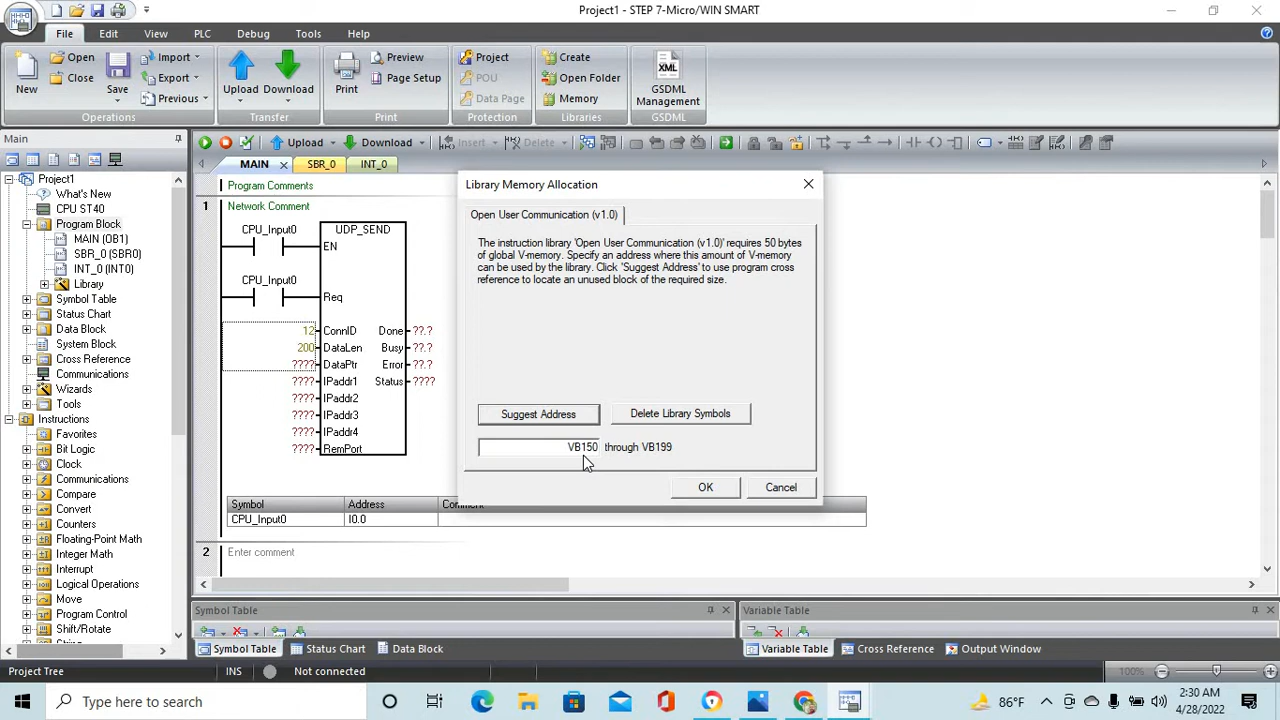 Project1 - STEP 7-Micro/WIN SMART
File Edit View PLC Debug Tools Help
New
Open
Close
Save
Import
Export
Previous
Operations
Upload
Download
Transfer
Print
Preview
Page Setup
Print
Project
POU
Data Page
Protection
Create
Open Folder
Memory
Libraries
XML
GSDML
Management
GSDML
Main
Upload Download Insert Delete
MAIN SBR_0 INT_0
Project1
What's New
CPU ST40
Program Block
MAIN (OB1)
SBR_0 (SBR0)
INT_0 (INT0)
Library
Symbol Table
Status Chart
Data Block
System Block
Cross Reference
Communications
Wizards
Tools
Instructions
Favorites
Bit Logic
Clock
Communications
Compare
Convert
Counters
Floating-Point Math
Integer Math
Interrupt
Logical Operations
Move
Program Control
Shift/Rotate
Program Comments
1 Network Comment
CPU_Input0 UDP_SEND
EN
CPU_Input0
Req
12 ConnID Done ??.?
200 DataLen Busy ??.?
???? DataPtr Error ??.?
???? IPaddr1 Status ????
???? IPaddr2
???? IPaddr3
???? IPaddr4
???? RemPort
Symbol Address Comment
CPU_Input0 I0.0
2 Enter comment
Library Memory Allocation
Open User Communication (v1.0)
The instruction library 'Open User Communication (v1.0)' requires 50 bytes
of global V-memory. Specify an address where this amount of V-memory
can be used by the library. Click 'Suggest Address' to use program cross
reference to locate an unused block of the required size.
Suggest Address Delete Library Symbols
VB150 through VB199
OK Cancel
Symbol Table
Variable Table
Symbol Table Status Chart Data Block
Variable Table Cross Reference Output Window
Project Tree INS Not connected 100%
Type here to search
86°F
2:30 AM
4/28/2022